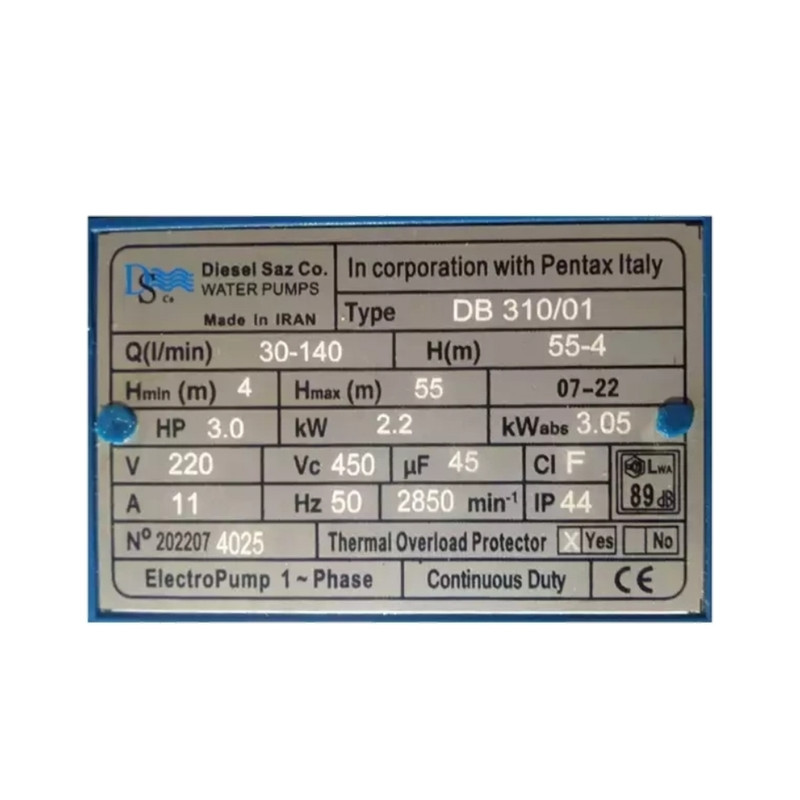 DS Co
Diesel Saz Co.
WATER PUMPS
Made In IRAN
In corporation with Pentax Italy
Type DB 310/01
Q(l/min) 30-140 H(m) 55-4
Hmin (m) 4 Hmax (m) 55 07-22
HP 3.0 kW 2.2 kWabs 3.05
V 220 Vc 450 µF 45 Cl F LWA
A 11 Hz 50 2850 min-1 IP 44 89 dB
Nº 202207 4025 Thermal Overload Protector X Yes No
ElectroPump 1 ~ Phase Continuous Duty CE